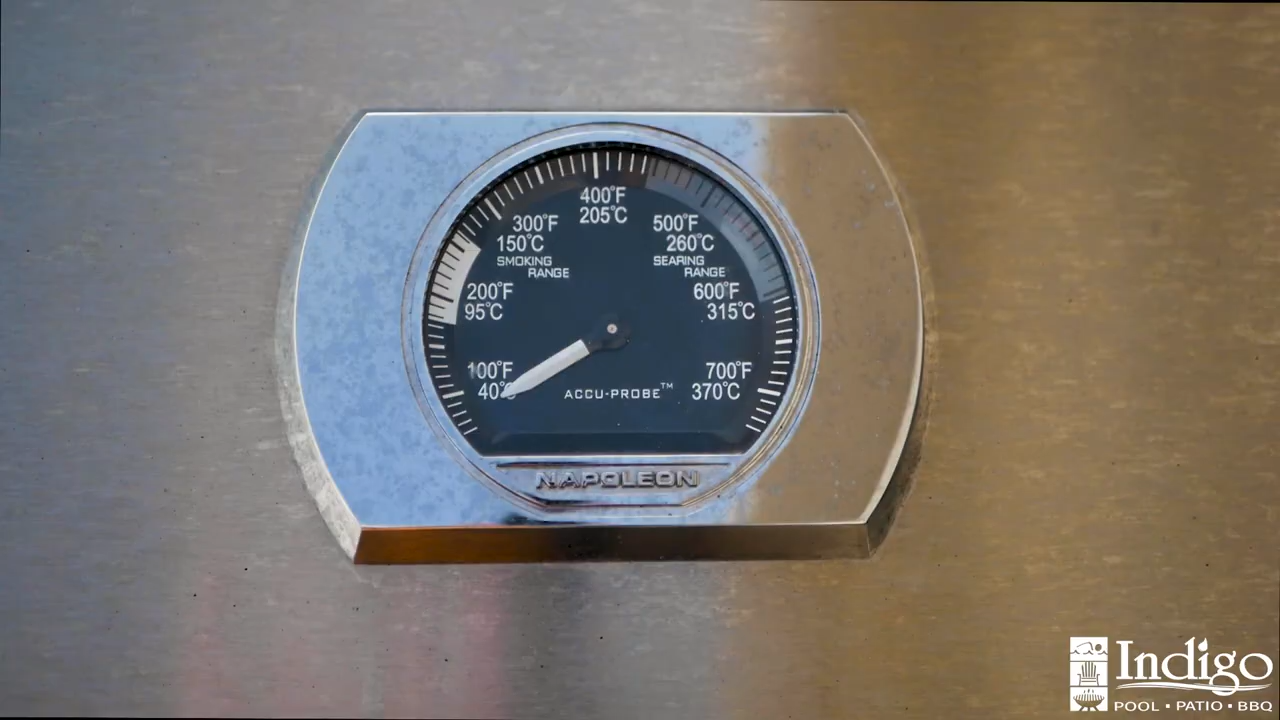 400°F
205°C
300°F
150°C
SMOKING
RANGE
500°F
260°C
SEARING
RANGE
200°F
95°C
600°F
315°C
100°F
40°C
700°F
370°C
ACCU-PROBE™
NAPOLEON
Indigo
POOL • PATIO • BBQ